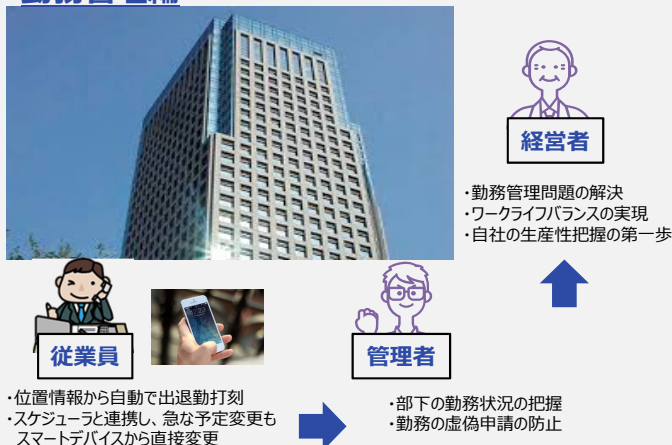 経営者
・勤務管理問題の解決
・ワークライフバランスの実現
・自社の生産性把握の第一歩
従業員
・位置情報から自動で出退勤打刻
・スケジューラと連携し、急な予定変更も
スマートデバイスから直接変更
管理者
・部下の勤務状況の把握
・勤務の虚偽申請の防止